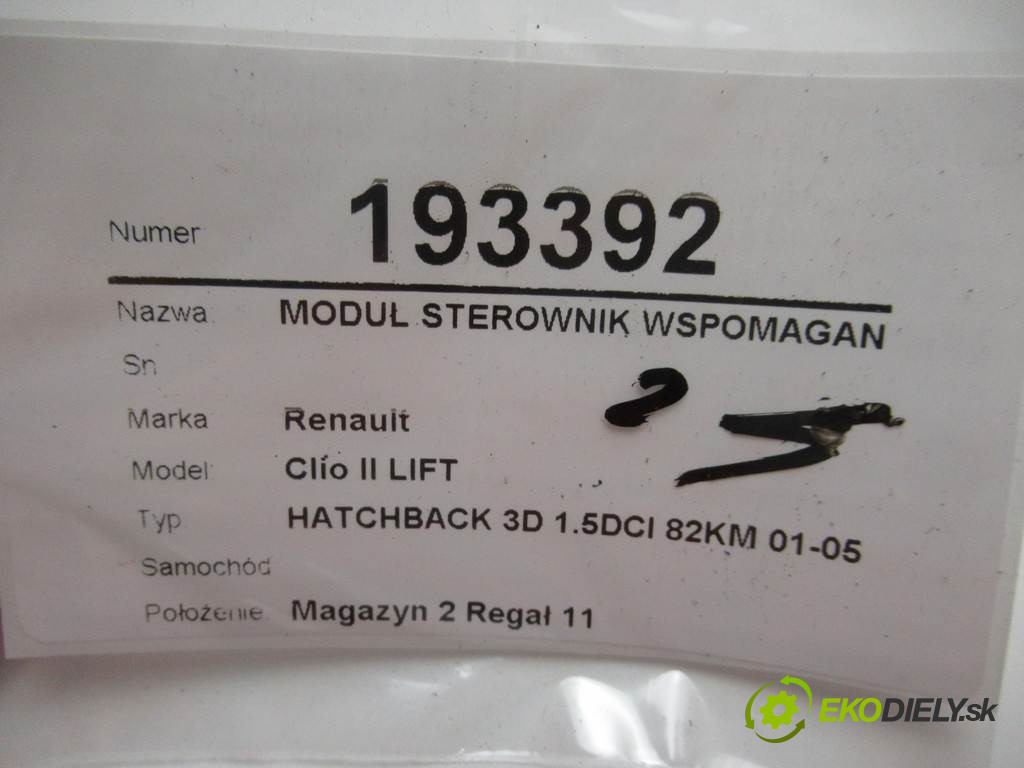 Numer: 193392
Nazwa: MODUŁ STEROWNIK WSPOMAGAN
Sn
Marka Renault
Model: Clio II LIFT
Typ HATCHBACK 3D 1.5DCI 82KM 01-05
Samochód
Położenie: Magazyn 2 Regał 11
EKODIELY.sk